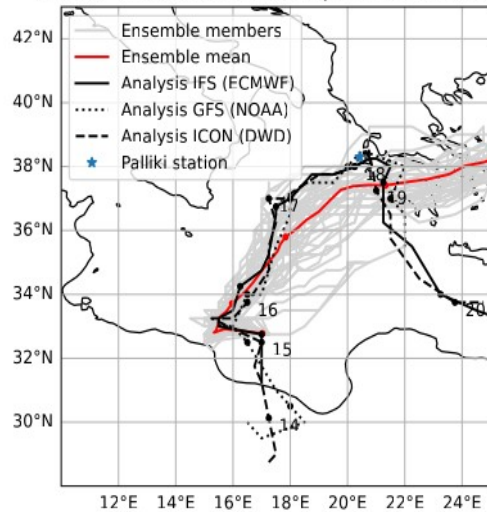 42°N
40°N
38°N
36°N
34°N
32°N
30°N
Ensemble members
Ensemble mean
Analysis IFS (ECMWF)
Analysis GFS (NOAA)
Analysis ICON (DWD)
Palliki station
18
17
19
16
20
15
14
12°E 14°E 16°E 18°E 20°E 22°E 24°E